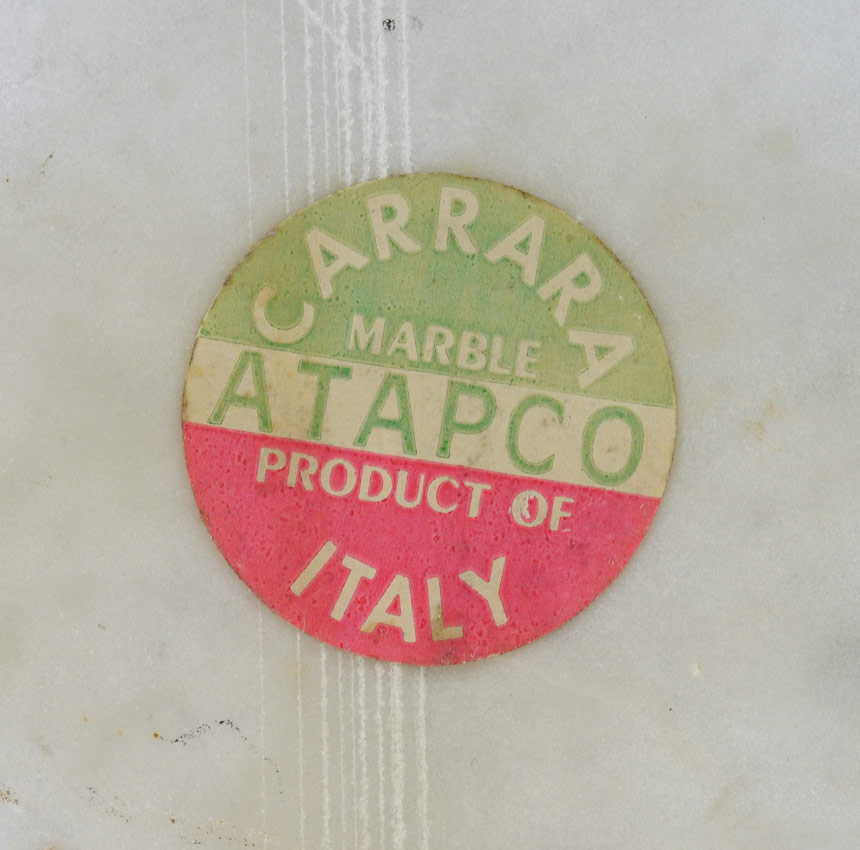 CARRARA
MARBLE
ATAPCO
PRODUCT OF
ITALY